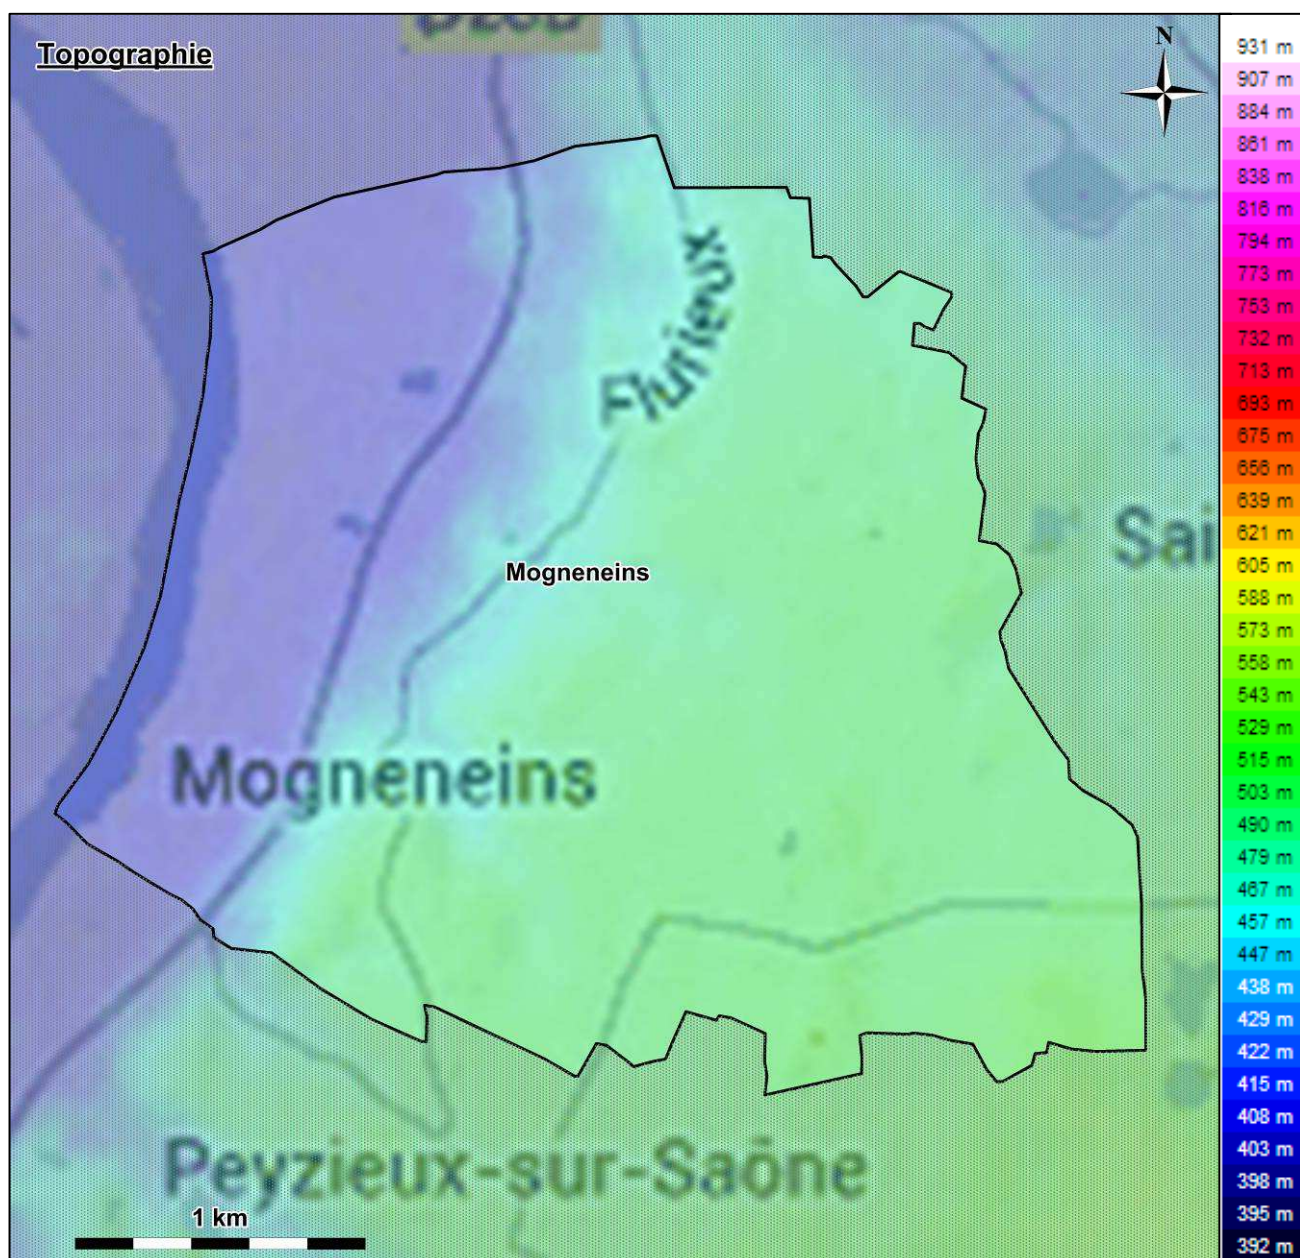 Topographie
N
Flurieux
Sai
Mogneneins
Mogneneins
Peyzieux-sur-Saône
1 km
931 m
907 m
884 m
861 m
838 m
816 m
794 m
773 m
753 m
732 m
713 m
693 m
675 m
656 m
639 m
621 m
605 m
588 m
573 m
558 m
543 m
529 m
515 m
503 m
490 m
479 m
467 m
457 m
447 m
438 m
429 m
422 m
415 m
408 m
403 m
398 m
395 m
392 m